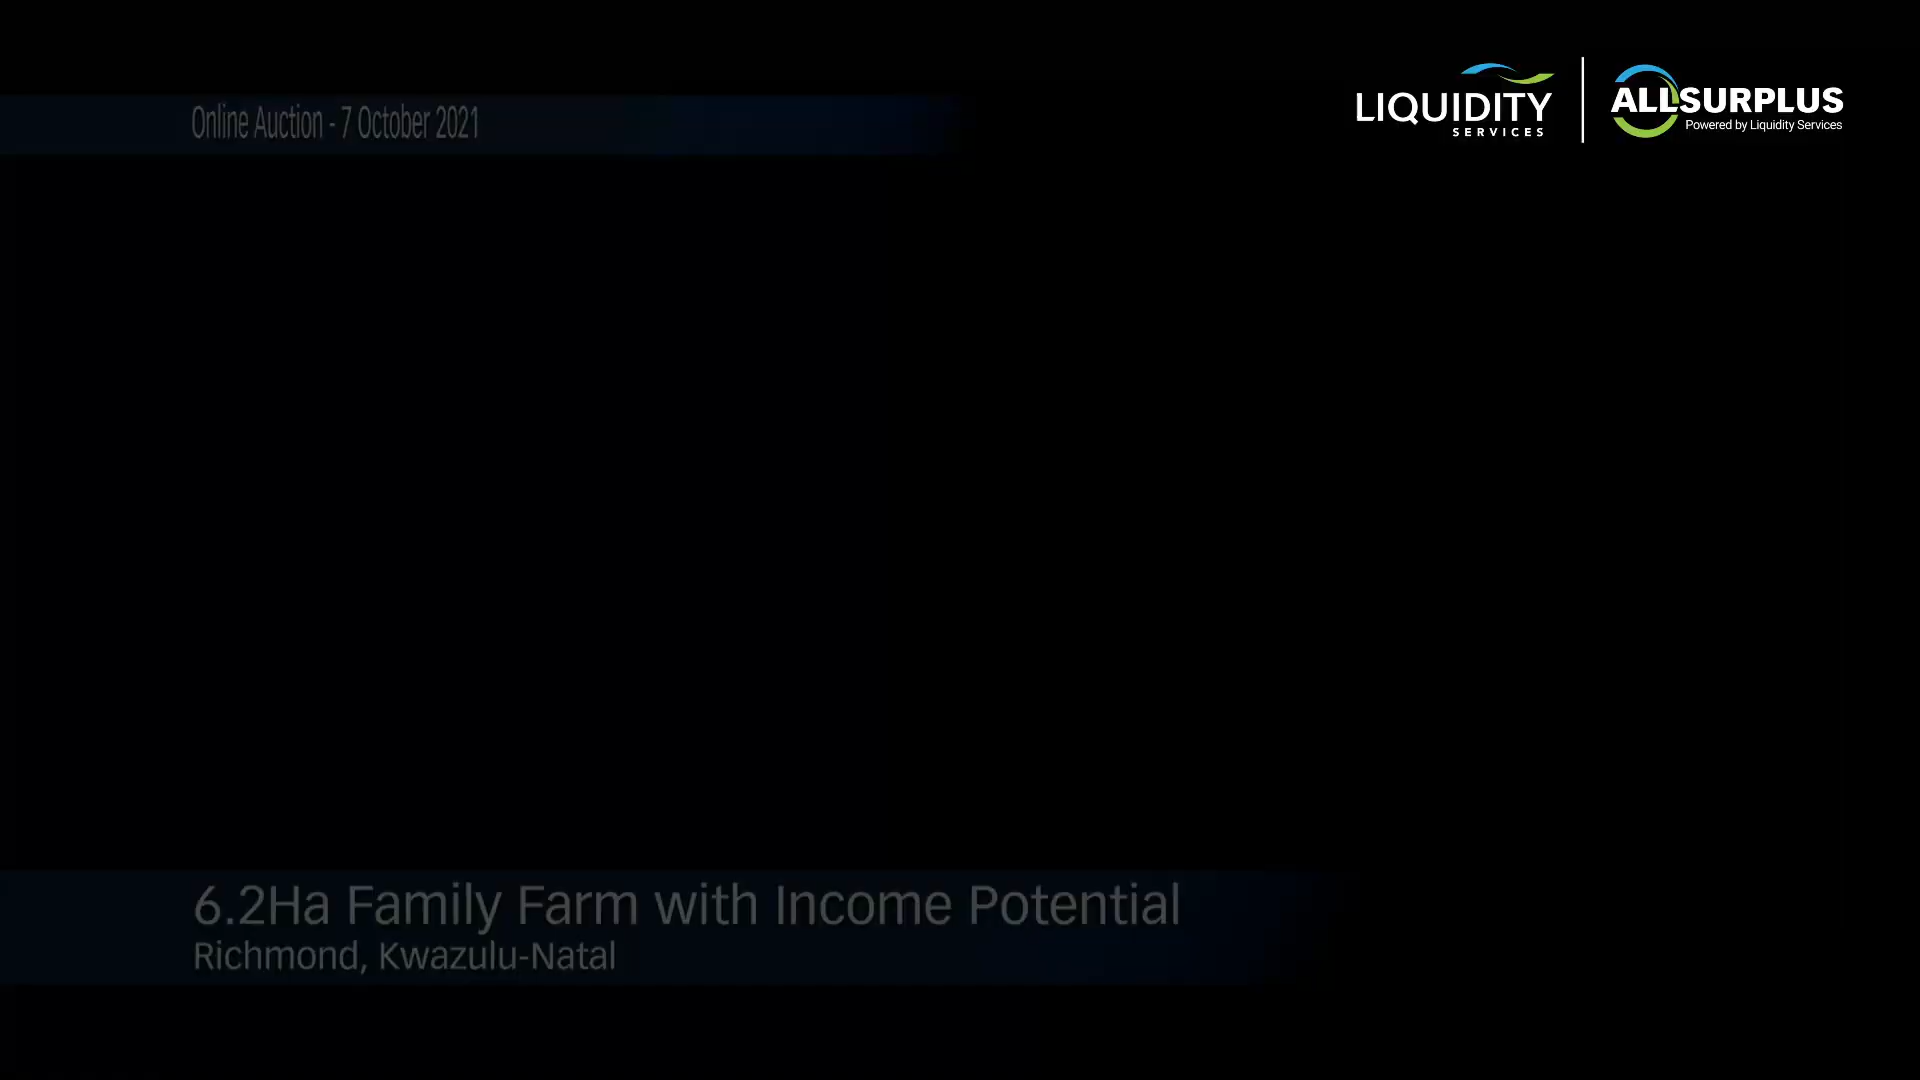 LIQUIDITY
SERVICES
ALLSURPLUS
Powered by Liquidity Services
Online Auction - 7 October 2021
6.2Ha Family Farm with Income Potential
Richmond, Kwazulu-Natal